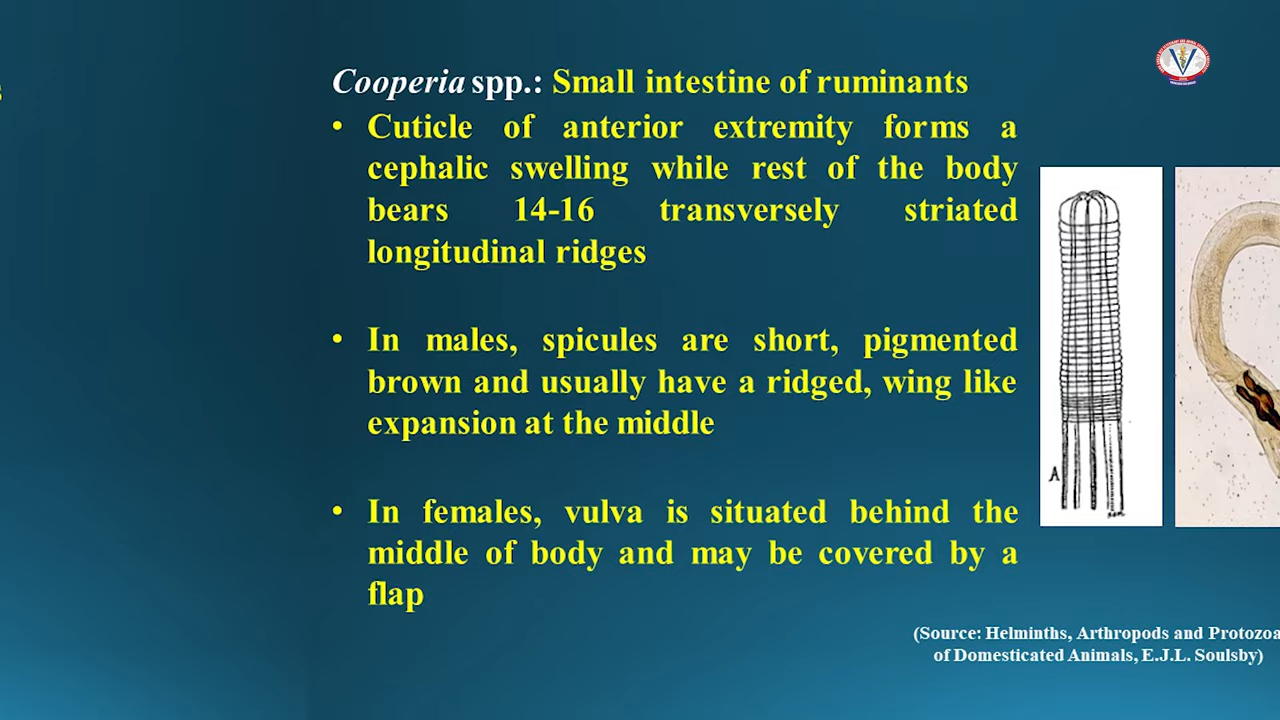 Cooperia spp.: Small intestine of ruminants
• Cuticle of anterior extremity forms a
cephalic swelling while rest of the body
bears 14-16 transversely striated
longitudinal ridges
• In males, spicules are short, pigmented
brown and usually have a ridged, wing like
expansion at the middle
• In females, vulva is situated behind the
middle of body and may be covered by a
flap
A
V
(Source: Helminths, Arthropods and Protozoa
of Domesticated Animals, E.J.L. Soulsby)